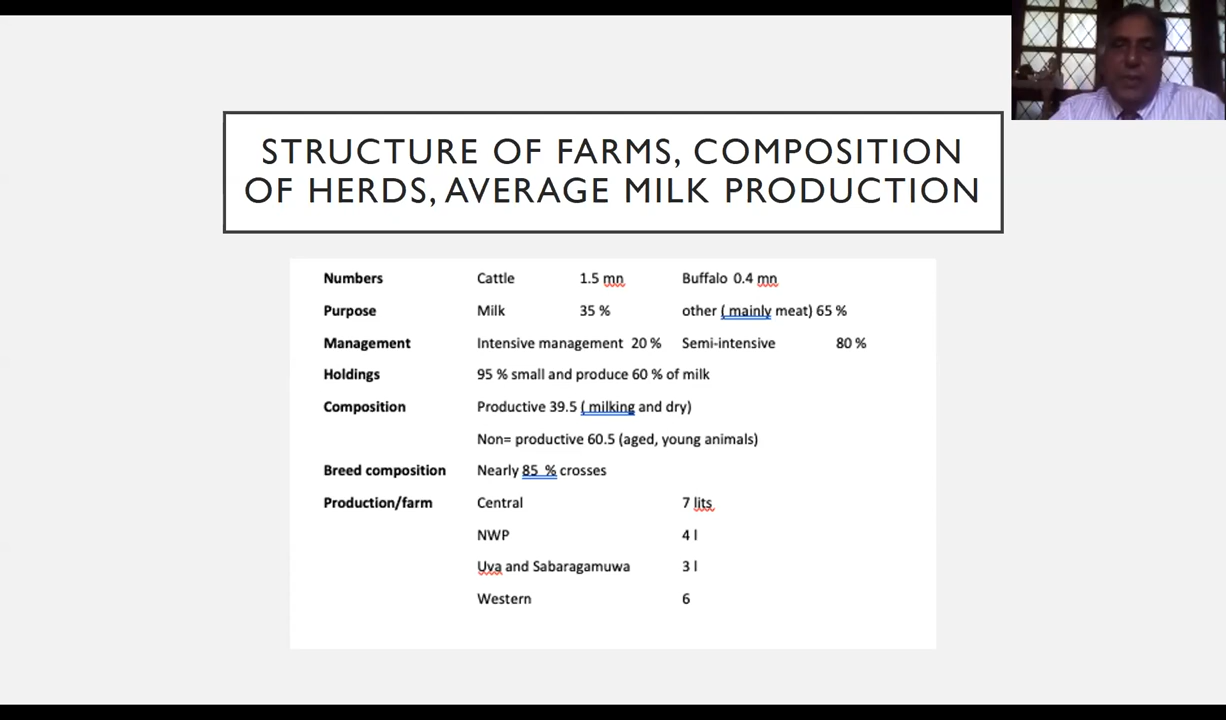 STRUCTURE OF FARMS, COMPOSITION
OF HERDS, AVERAGE MILK PRODUCTION
Numbers Cattle 1.5 mn Buffalo 0.4 mn
Purpose Milk 35 % other ( mainly meat) 65 %
Management Intensive management 20 % Semi-intensive 80 %
Holdings 95 % small and produce 60 % of milk
Composition Productive 39.5 ( milking and dry)
Non= productive 60.5 (aged, young animals)
Breed composition Nearly 85 % crosses
Production/farm Central 7 lits
NWP 4 l
Uva and Sabaragamuwa 3 l
Western 6